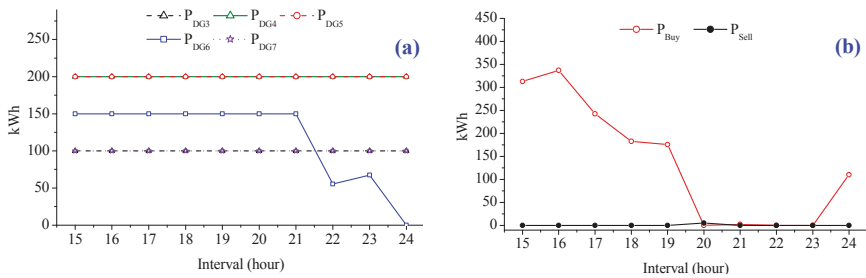 P_DG3 P_DG4 P_DG5
P_DG6 P_DG7
(a)
250
200
150
100
50
0
kWh
15 16 17 18 19 20 21 22 23 24
Interval (hour)
P_Buy P_Sell
(b)
450
400
350
300
250
200
150
100
50
0
kWh
15 16 17 18 19 20 21 22 23 24
Interval (hour)